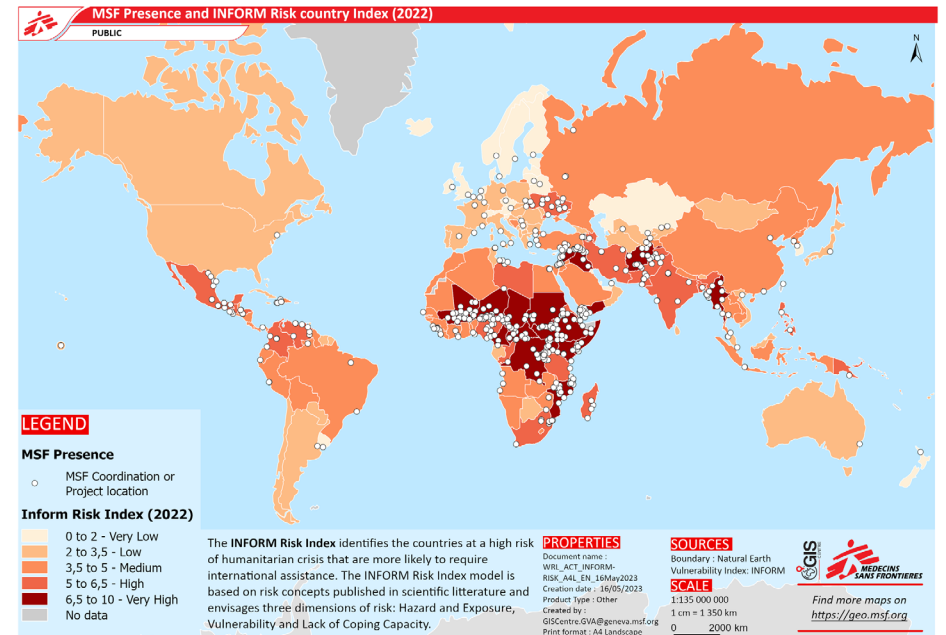 MSF Presence and INFORM Risk country Index (2022)
PUBLIC
N
LEGEND
MSF Presence
MSF Coordination or
Project location
Inform Risk Index (2022)
0 to 2 - Very Low
2 to 3,5 - Low
3,5 to 5 - Medium
5 to 6,5 - High
6,5 to 10 - Very High
No data
The INFORM Risk Index identifies the countries at a high risk
of humanitarian crisis that are more likely to require
international assistance. The INFORM Risk Index model is
based on risk concepts published in scientific litterature and
envisages three dimensions of risk: Hazard and Exposure,
Vulnerability and Lack of Coping Capacity.
PROPERTIES
Document name :
WRL_ACT_INFORM-
RISK_A4L_EN_16May2023
Creation date : 16/05/2023
Product Type : Other
Created by :
GISCentre.GVA@geneva.msf.org
Print format : A4 Landscape
SOURCES
Boundary : Natural Earth
Vulnerability Index: INFORM
SCALE
1:135 000 000
1 cm = 1 350 km
0 2000 km
GIS
CENTRE
MEDECINS
SANS FRONTIERES
Find more maps on
https://geo.msf.org